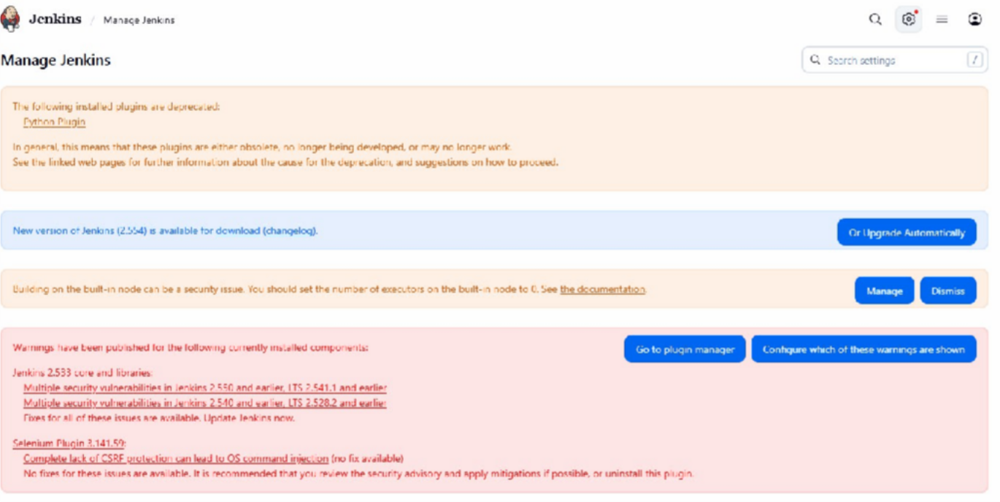 Jenkins / Manage Jenkins
Manage Jenkins
Search settings /
The following installed plugins are deprecated:
Python Plugin
In general, this means that these plugins are either obsolete, no longer being developed, or may no longer work.
See the linked web pages for further information about the cause for the deprecation, and suggestions on how to proceed.
New version of Jenkins (2.554) is available for download (changelog).
Or Upgrade Automatically
Building on the built-in node can be a security issue. You should set the number of executors on the built-in node to 0. See the documentation.
Manage
Dismiss
Warnings have been published for the following currently installed components:
Go to plugin manager
Configure which of these warnings are shown
Jenkins 2.533 core and libraries:
Multiple security vulnerabilities in Jenkins 2.550 and earlier, LTS 2.541.1 and earlier
Multiple security vulnerabilities in Jenkins 2.540 and earlier, LTS 2.528.2 and earlier
Fixes for all of these issues are available. Update Jenkins now.
Selenium Plugin 3.141.59:
Complete lack of CSRF protection can lead to OS command injection (no fix available)
No fixes for these issues are available. It is recommended that you review the security advisory and apply mitigations if possible, or uninstall this plugin.